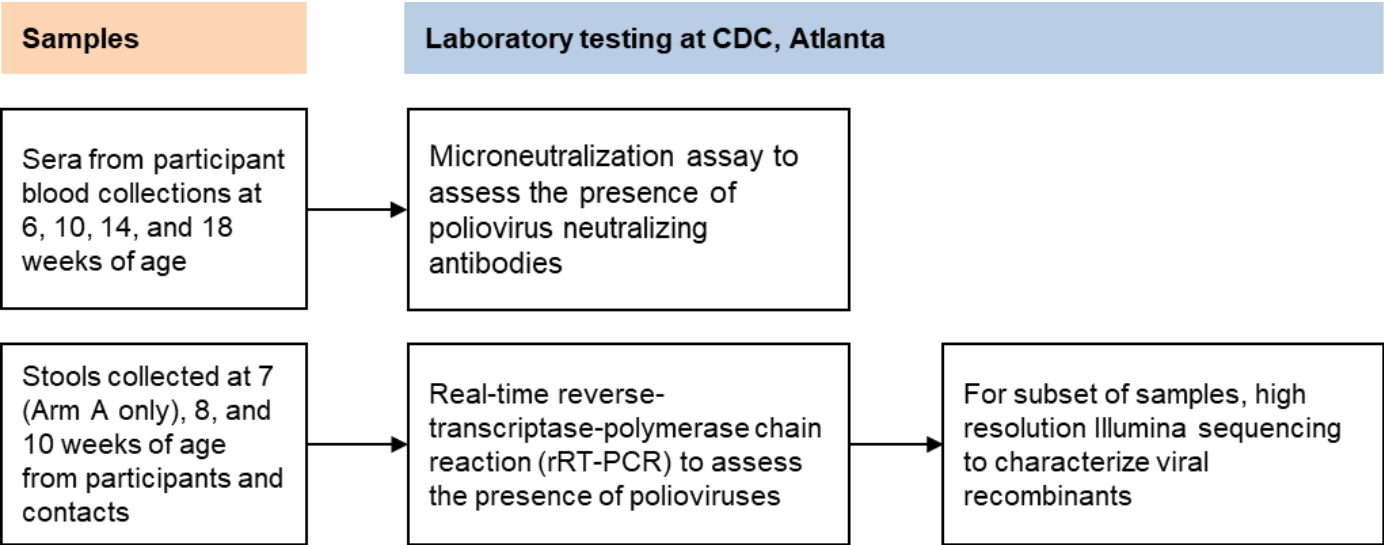 Samples
Laboratory testing at CDC, Atlanta
Sera from participant
blood collections at
6, 10, 14, and 18
weeks of age
Microneutralization assay to
assess the presence of
poliovirus neutralizing
antibodies
Stools collected at 7
(Arm A only), 8, and
10 weeks of age
from participants and
contacts
Real-time reverse-
transcriptase-polymerase chain
reaction (rRT-PCR) to assess
the presence of polioviruses
For subset of samples, high
resolution Illumina sequencing
to characterize viral
recombinants